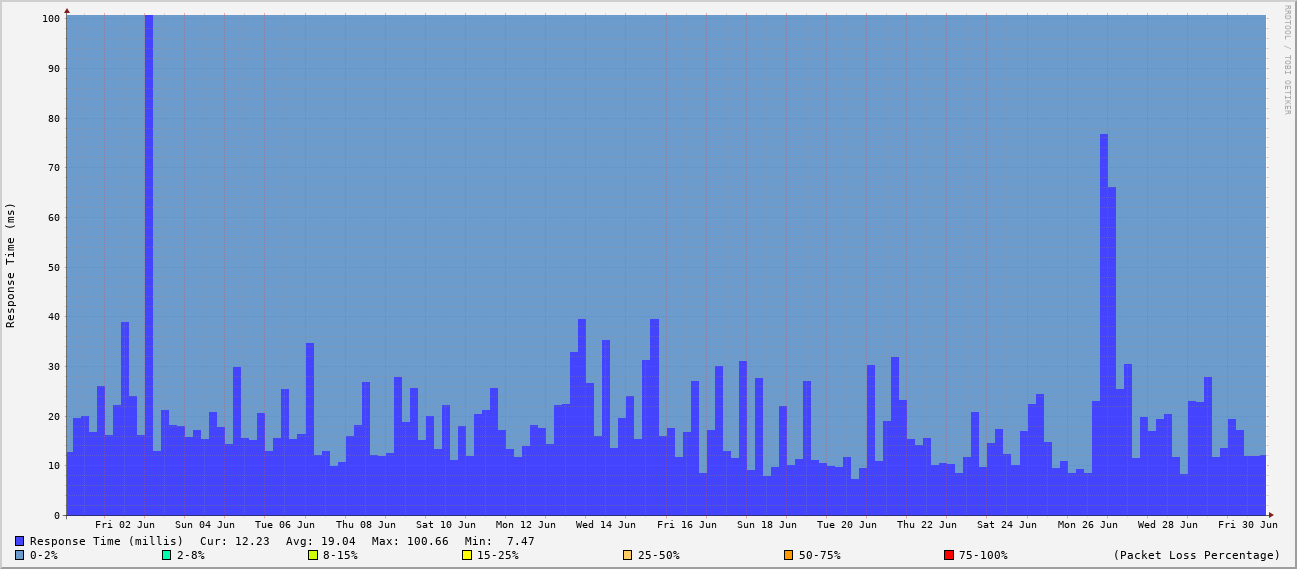 RRDTOOL / TOBI OETIKER
Response Time (ms)
100
90
80
70
60
50
40
30
20
10
0
Fri 02 Jun Sun 04 Jun Tue 06 Jun Thu 08 Jun Sat 10 Jun Mon 12 Jun Wed 14 Jun Fri 16 Jun Sun 18 Jun Tue 20 Jun Thu 22 Jun Sat 24 Jun Mon 26 Jun Wed 28 Jun Fri 30 Jun
Response Time (millis) Cur: 12.23 Avg: 19.04 Max: 100.66 Min: 7.47
0-2% 2-8% 8-15% 15-25% 25-50% 50-75% 75-100% (Packet Loss Percentage)